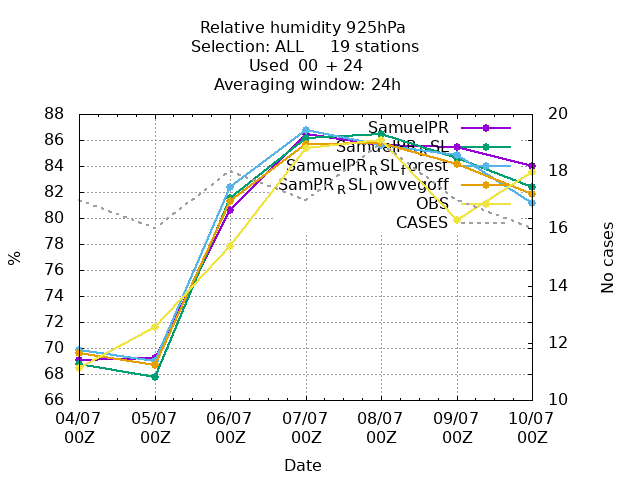 Relative humidity 925hPa
Selection: ALL 19 stations
Used 00 + 24
Averaging window: 24h
88 20
86 SamuelPR
SamuelPR_RSL
84 SamuelPR_RSL_forest 18
82 SamPR_RSL_lowvegoff
OBS
80 CASES 16
78
% No cases
76
74 14
72
70 12
68
66 10
04/07 05/07 06/07 07/07 08/07 09/07 10/07
00Z 00Z 00Z 00Z 00Z 00Z 00Z
Date